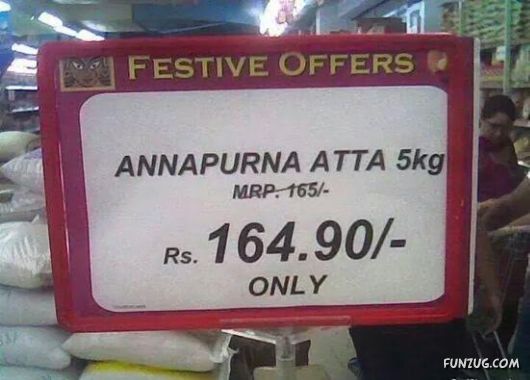 FESTIVE OFFERS
ANNAPURNA ATTA 5kg
MRP. 165/-
Rs. 164.90/-
ONLY
FUNZUG.COM